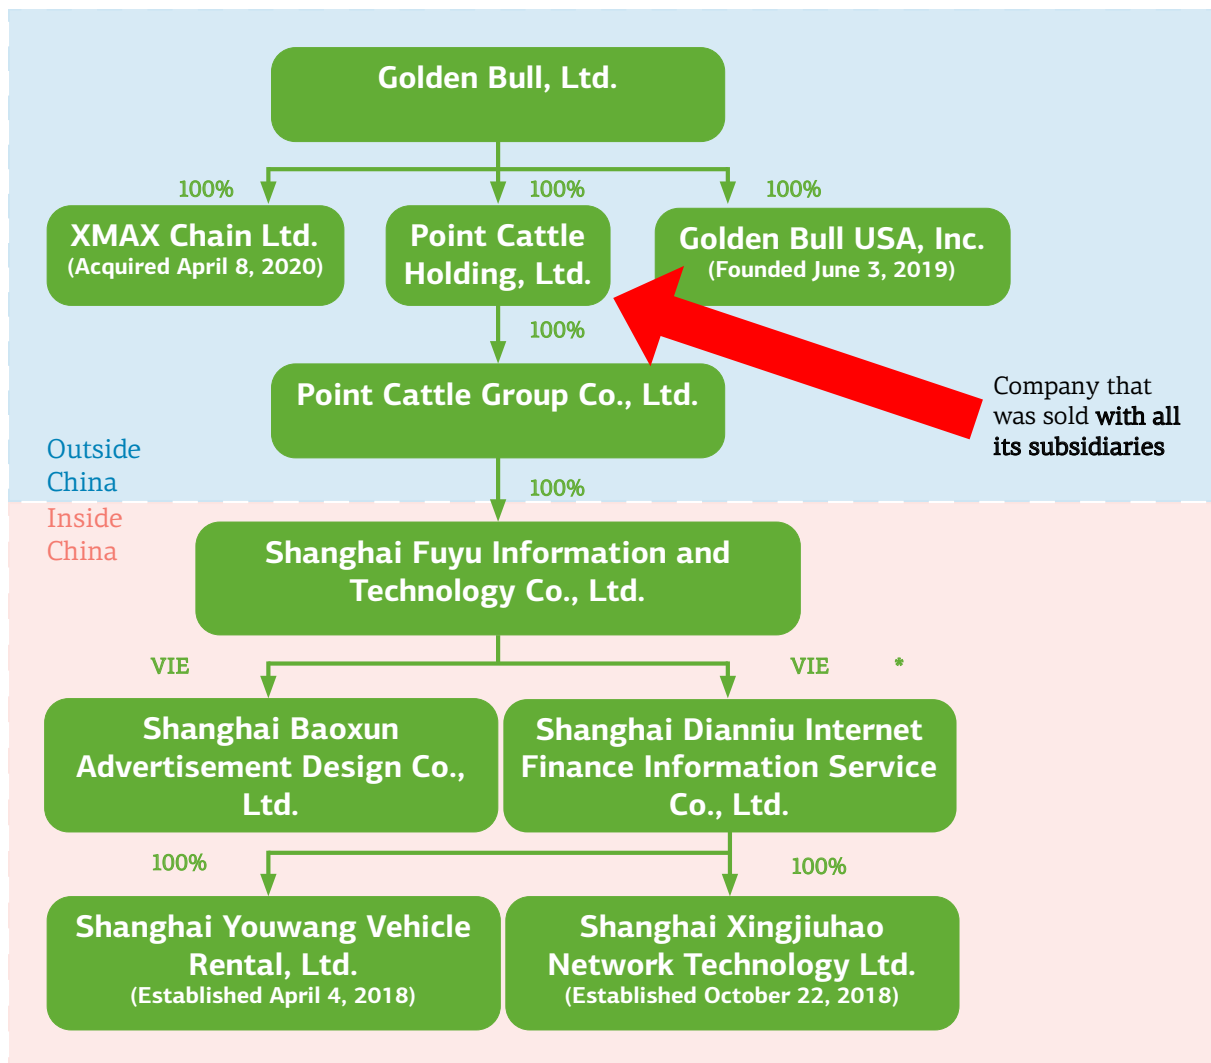 Golden Bull, Ltd.
100%
100%
100%
XMAX Chain Ltd.
(Acquired April 8, 2020)
Point Cattle
Holding, Ltd.
Golden Bull USA, Inc.
(Founded June 3, 2019)
100%
Point Cattle Group Co., Ltd.
Company that
was sold with all
its subsidiaries
Outside
China
100%
Inside
China
Shanghai Fuyu Information and
Technology Co., Ltd.
VIE
VIE *
Shanghai Baoxun
Advertisement Design Co.,
Ltd.
Shanghai Dianniu Internet
Finance Information Service
Co., Ltd.
100%
100%
Shanghai Youwang Vehicle
Rental, Ltd.
(Established April 4, 2018)
Shanghai Xingjiuhao
Network Technology Ltd.
(Established October 22, 2018)